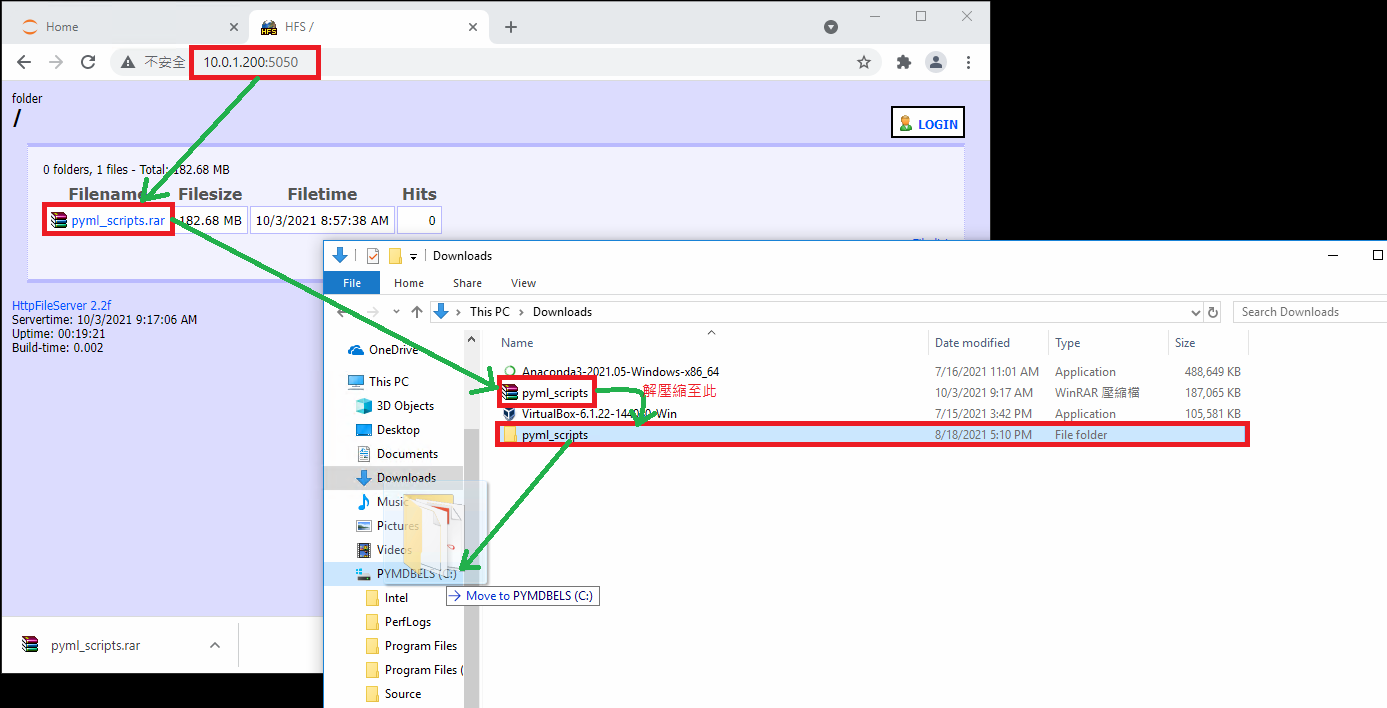 Home
HFS /
不安全
10.0.1.200:5050
folder
/
LOGIN
0 folders, 1 files - Total: 182.68 MB
Filename Filesize Filetime Hits
pyml_scripts.rar 182.68 MB 10/3/2021 8:57:38 AM 0
HttpFileServer 2.2f
Servertime: 10/3/2021 9:17:06 AM
Uptime: 00:19:21
Build-time: 0.002
pyml_scripts.rar
Downloads
File Home Share View
This PC Downloads
Search Downloads
OneDrive
This PC
3D Objects
Desktop
Documents
Downloads
Music
Pictures
Videos
PYMDBELS (C:)
Intel
PerfLogs
Program Files
Program Files (
Source
Name Date modified Type Size
Anaconda3-2021.05-Windows-x86_64 7/16/2021 11:01 AM Application 488,649 KB
pyml_scripts 解壓縮至此 10/3/2021 9:17 AM WinRAR 壓縮檔 187,065 KB
7/15/2021 3:42 PM Application 105,581 KB
pyml_scripts 8/18/2021 5:10 PM File folder
Move to PYMDBELS (C:)